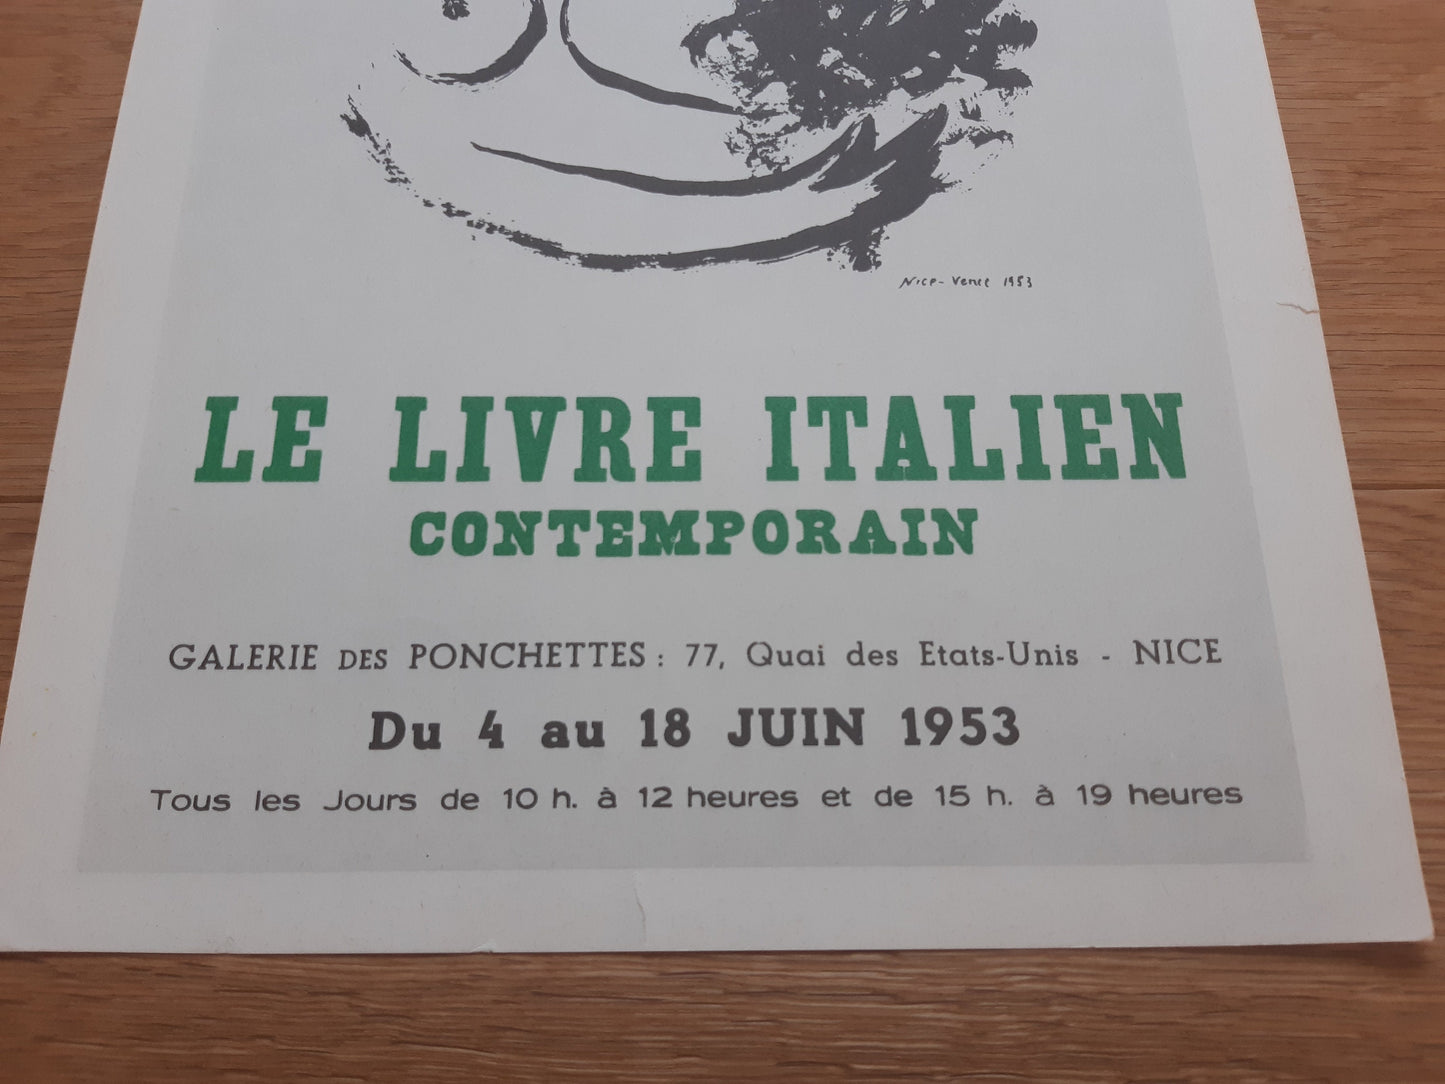 Nice - Vence 1953
LE LIVRE ITALIEN
CONTEMPORAIN
GALERIE DES PONCHETTES : 77, Quai des Etats-Unis - NICE
Du 4 au 18 JUIN 1953
Tous les Jours de 10 h. à 12 heures et de 15 h. à 19 heures